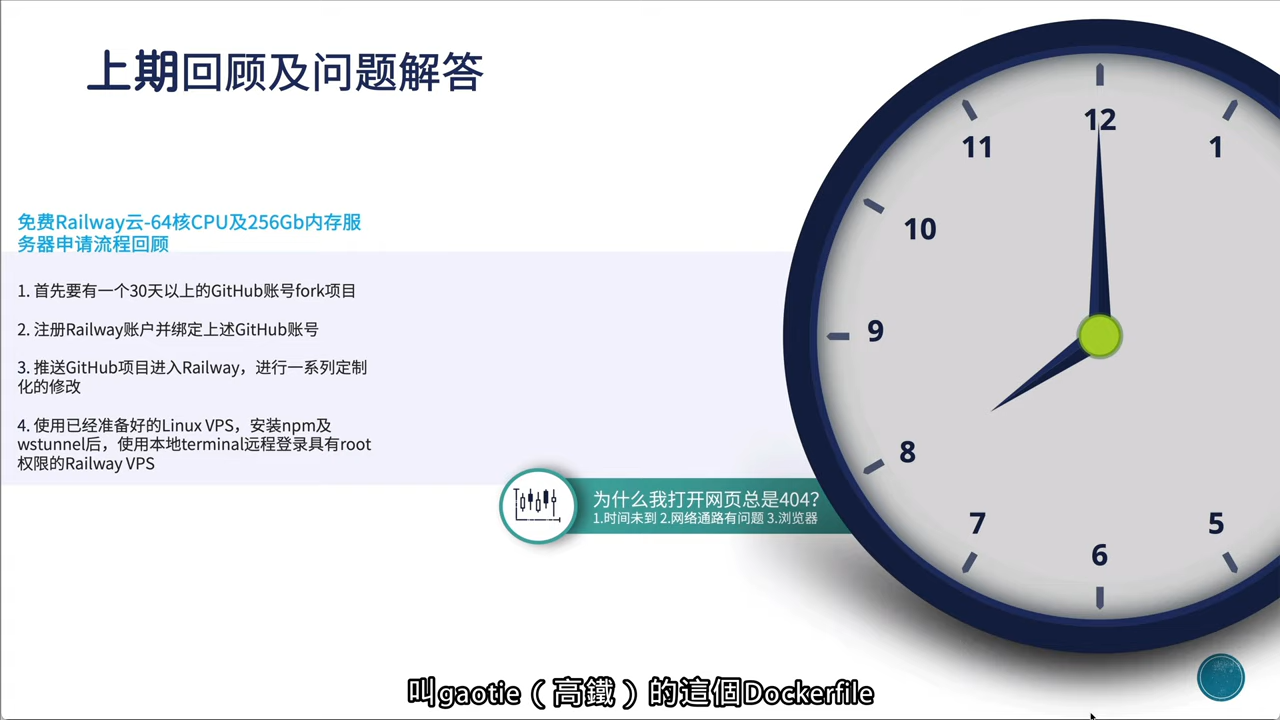 上期回顾及问题解答
免费Railway云-64核CPU及256Gb内存服
务器申请流程回顾
1. 首先要有一个30天以上的GitHub账号fork项目
2. 注册Railway账户并绑定上述GitHub账号
3. 推送GitHub项目进入Railway，进行一系列定制
化的修改
4. 使用已经准备好的Linux VPS，安装npm及
wstunnel后，使用本地terminal远程登录具有root
权限的Railway VPS
为什么我打开网页总是404？
1.时间未到 2.网络通路有问题 3.浏览器
12
11
1
10
9
8
7
5
6
叫gaotie（高鐵）的這個Dockerfile